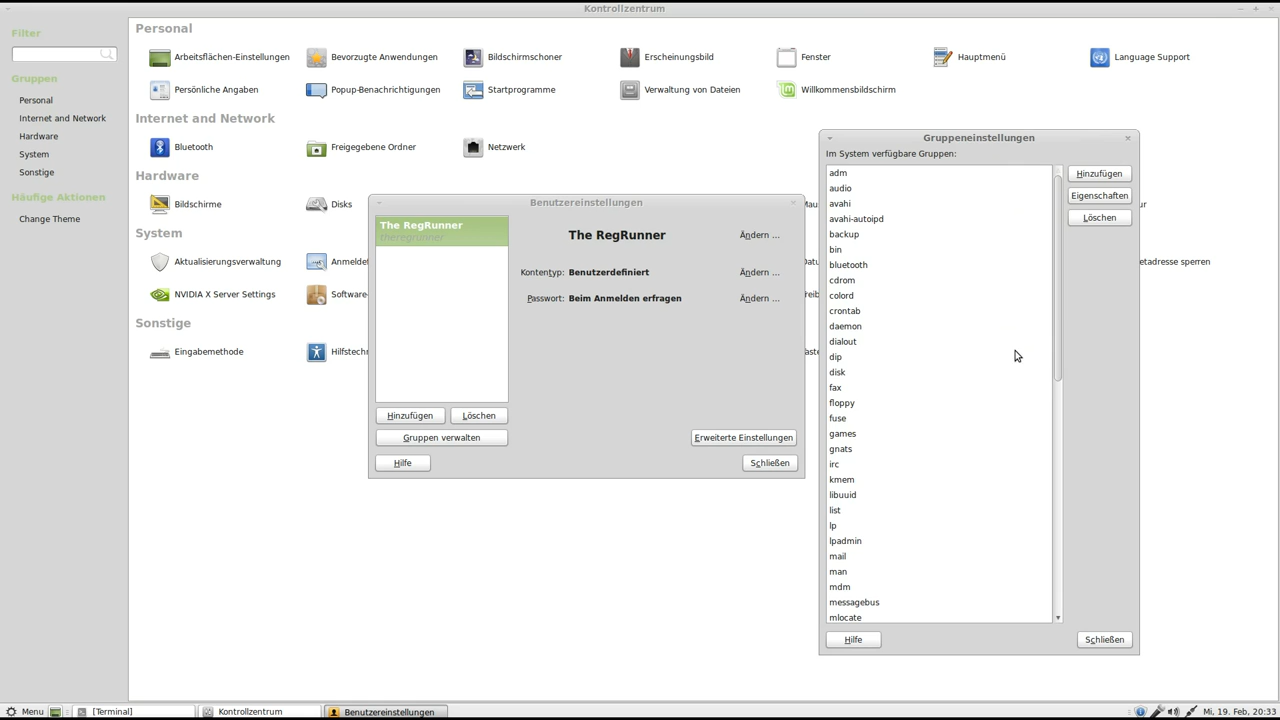 Kontrollzentrum
Filter
Gruppen
Personal
Internet and Network
Hardware
System
Sonstige
Häufige Aktionen
Change Theme
Personal
Arbeitsflächen-Einstellungen
Bevorzugte Anwendungen
Bildschirmschoner
Erscheinungsbild
Fenster
Hauptmenü
Language Support
Persönliche Angaben
Popup-Benachrichtigungen
Startprogramme
Verwaltung von Dateien
Willkommensbildschirm
Internet and Network
Bluetooth
Freigegebene Ordner
Netzwerk
Hardware
Bildschirme
Disks
System
Aktualisierungsverwaltung
Anmeldef
etadresse sperren
NVIDIA X Server Settings
Software-
Sonstige
Eingabemethode
Hilfstechn
Benutzereinstellungen
The RegRunner
theregrunner
The RegRunner
Ändern ...
Kontentyp: Benutzerdefiniert
Ändern ...
Passwort: Beim Anmelden erfragen
Ändern ...
Hinzufügen
Löschen
Gruppen verwalten
Erweiterte Einstellungen
Hilfe
Schließen
Gruppeneinstellungen
Im System verfügbare Gruppen:
adm
audio
avahi
avahi-autoipd
backup
bin
bluetooth
cdrom
colord
crontab
daemon
dialout
dip
disk
fax
floppy
fuse
games
gnats
irc
kmem
libuuid
list
lp
lpadmin
mail
man
mdm
messagebus
mlocate
Hinzufügen
Eigenschaften
Löschen
Hilfe
Schließen
Menu
[Terminal]
Kontrollzentrum
Benutzereinstellungen
Mi, 19. Feb, 20:33